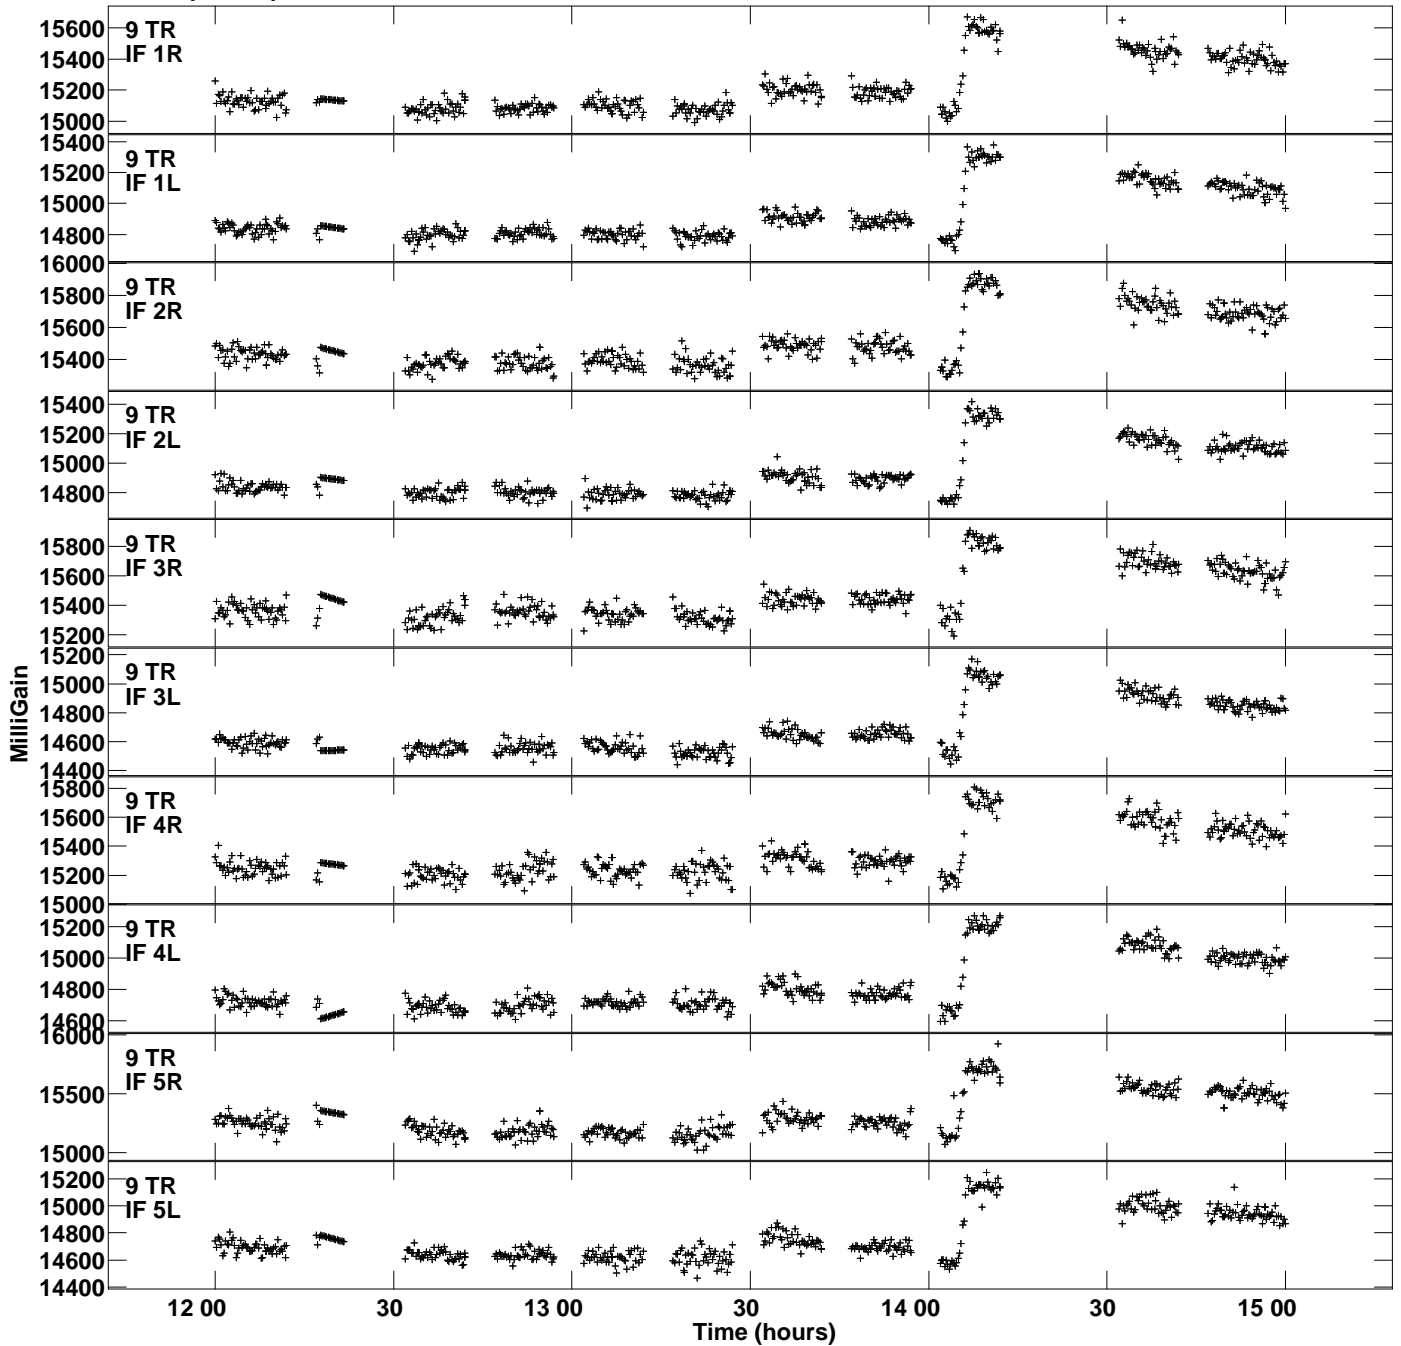 15600
15400
15200
15000
9 TR
IF 1R
15400
15200
15000
14800
9 TR
IF 1L
16000
15800
15600
15400
9 TR
IF 2R
15400
15200
15000
14800
9 TR
IF 2L
15800
15600
15400
15200
9 TR
IF 3R
15200
15000
14800
14600
14400
9 TR
IF 3L
15800
15600
15400
15200
15000
9 TR
IF 4R
15200
15000
14800
14600
9 TR
IF 4L
16000
15500
15000
9 TR
IF 5R
15200
15000
14800
14600
14400
9 TR
IF 5L
MilliGain
12 00 30 13 00 30 14 00 30 15 00
Time (hours)